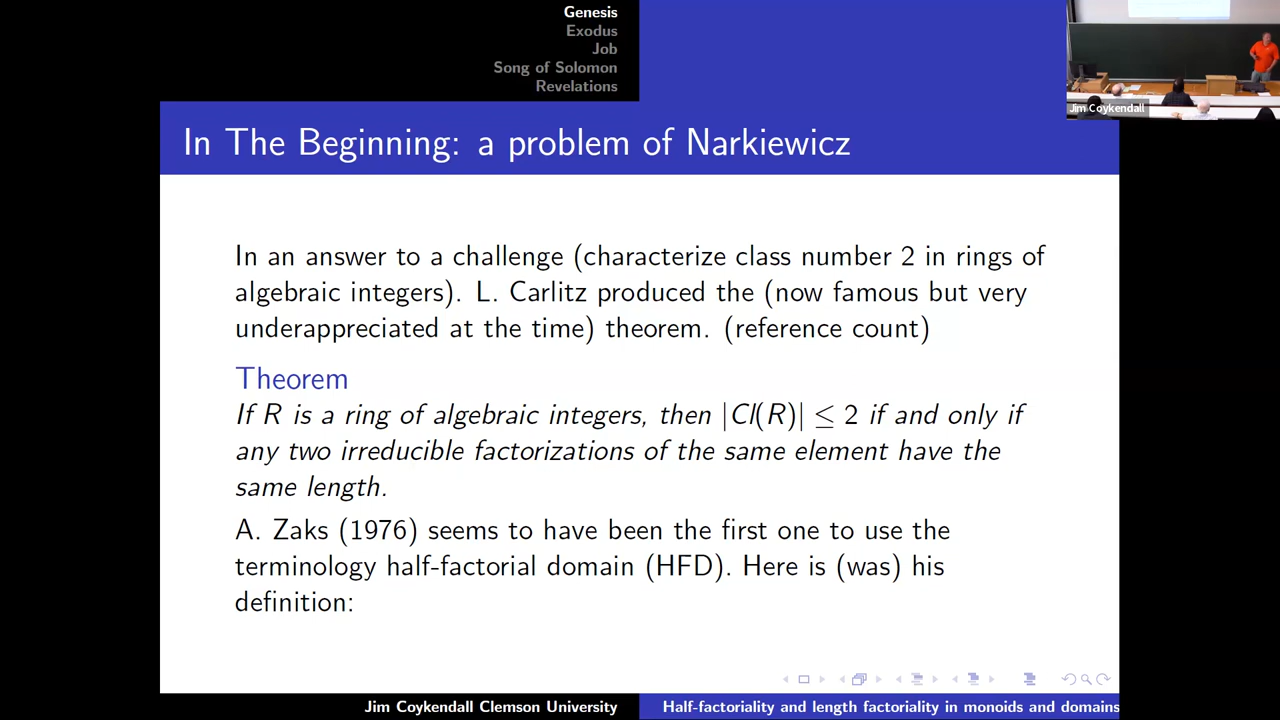 Genesis
Exodus
Job
Song of Solomon
Revelations
Jim Coykendall
In The Beginning: a problem of Narkiewicz
In an answer to a challenge (characterize class number 2 in rings of
algebraic integers). L. Carlitz produced the (now famous but very
underappreciated at the time) theorem. (reference count)
Theorem
If R is a ring of algebraic integers, then |Cl(R)| ≤ 2 if and only if
any two irreducible factorizations of the same element have the
same length.
A. Zaks (1976) seems to have been the first one to use the
terminology half-factorial domain (HFD). Here is (was) his
definition:
Jim Coykendall Clemson University
Half-factoriality and length factoriality in monoids and domains